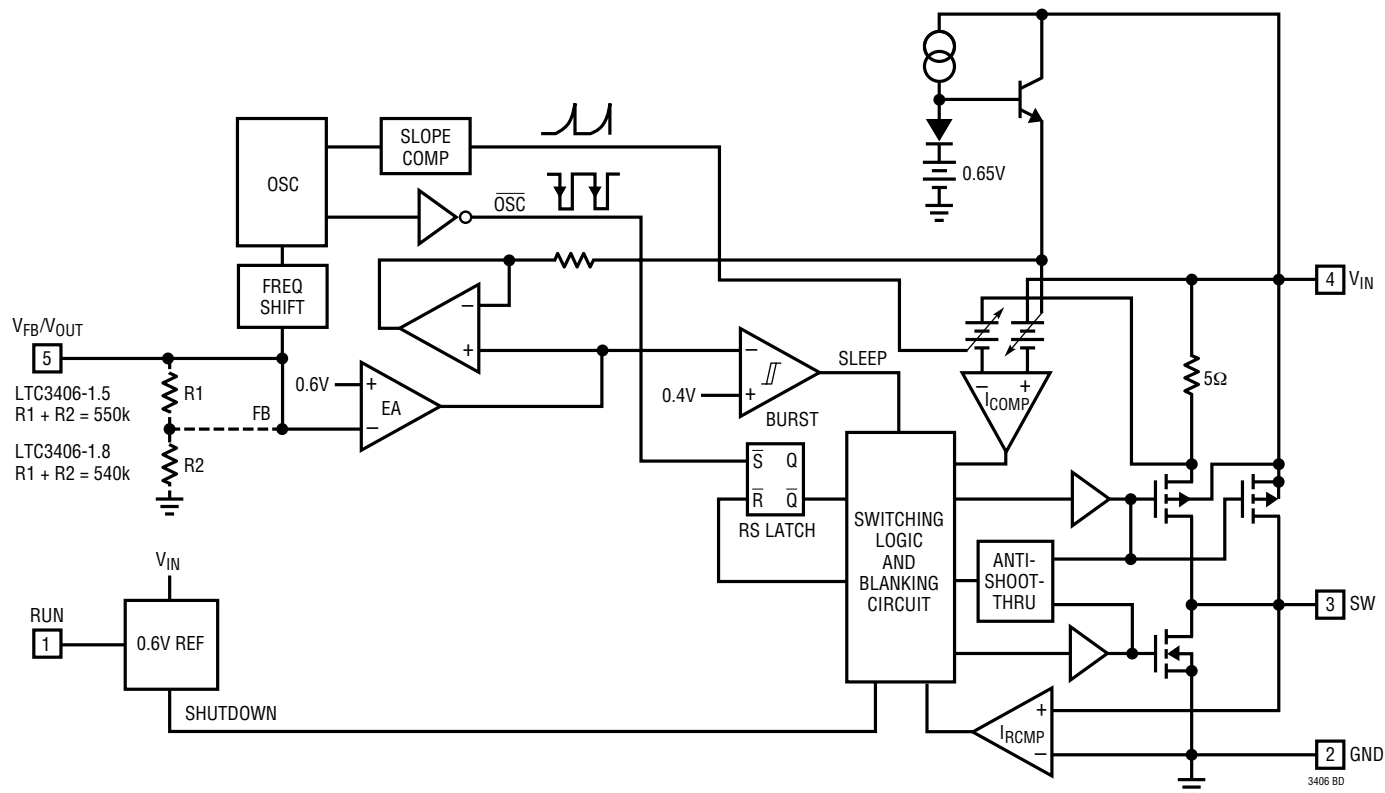 SLOPE
COMP
OSC
0.65V
OSC
FREQ
SHIFT
4 VIN
VFB/VOUT
5
−
+
SLEEP
− +
5Ω
LTC3406-1.5
R1 + R2 = 550k
R1
0.6V
+
EA
−
0.4V
−
+
BURST
ICOMP
FB
LTC3406-1.8
R1 + R2 = 540k
R2
S Q
R Q
RS LATCH
SWITCHING
LOGIC
AND
BLANKING
CIRCUIT
ANTI-
SHOOT-
THRU
VIN
RUN
1
0.6V REF
3 SW
SHUTDOWN
+
IRCMP
−
2 GND
3406 BD